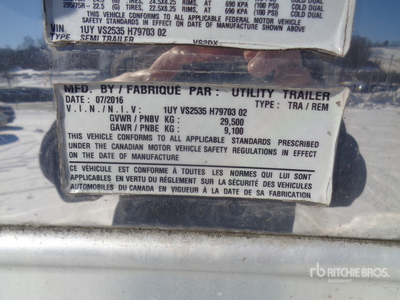 295/75R- 22.5 (G) TIRES, 22.5X8.25 RIMS, AT 690 KPA (100 PSI) COLD DUAL
THIS VEHICLE CONFORMS TO ALL APPLICABLE FEDERAL MOTOR VEHICLE
SAFETY STANDARDS IN EFFECT ON DATE OF MANUFACTURE SHOWN ABOVE
VIN 1UY VS2535 H79703 02
TYPE SEMI TRAILER VS2DX
MFD. BY / FABRIQUÉ PAR : UTILITY TRAILER
DATE : 07/2016 TYPE : TRA / REM
V.I.N./N.I.V: 1UY VS2535 H79703 02
GVWR / PNBV KG : 29,500
GAWR / PNBE KG : 9,100
THIS VEHICLE CONFORMS TO ALL APPLICABLE STANDARDS PRESCRIBED
UNDER THE CANADIAN MOTOR VEHICLE SAFETY REGULATIONS IN EFFECT
ON THE DATE OF MANUFACTURE
CE VÉHICULE EST CONFORME À TOUTES LES NORMES QUI LUI SONT
APPLICABLES EN VERTU DU RÈGLEMENT SUR LA SÉCURITÉ DES VÉHICULES
AUTOMOBILES DU CANADA EN VIGUEUR À LA DATE DE SA FABRICATION
rb RITCHIE BROS.